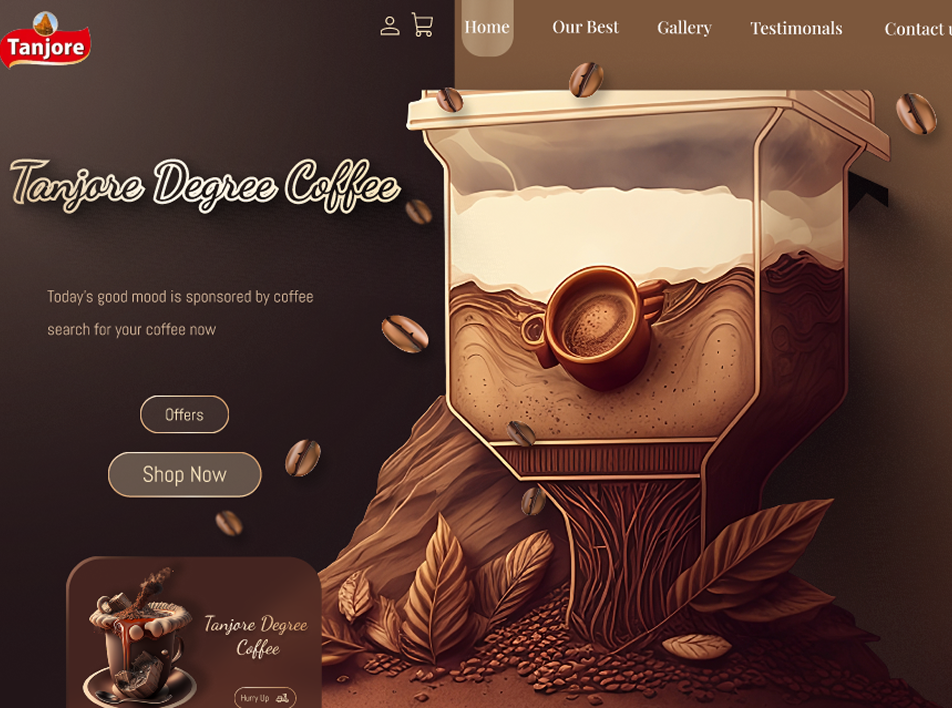 Tanjore
Home
Our Best
Gallery
Testimonals
Contact
Tanjore Degree Coffee
Today's good mood is sponsored by coffee
search for your coffee now
Offers
Shop Now
Tanjore Degree
Coffee
Hurry Up